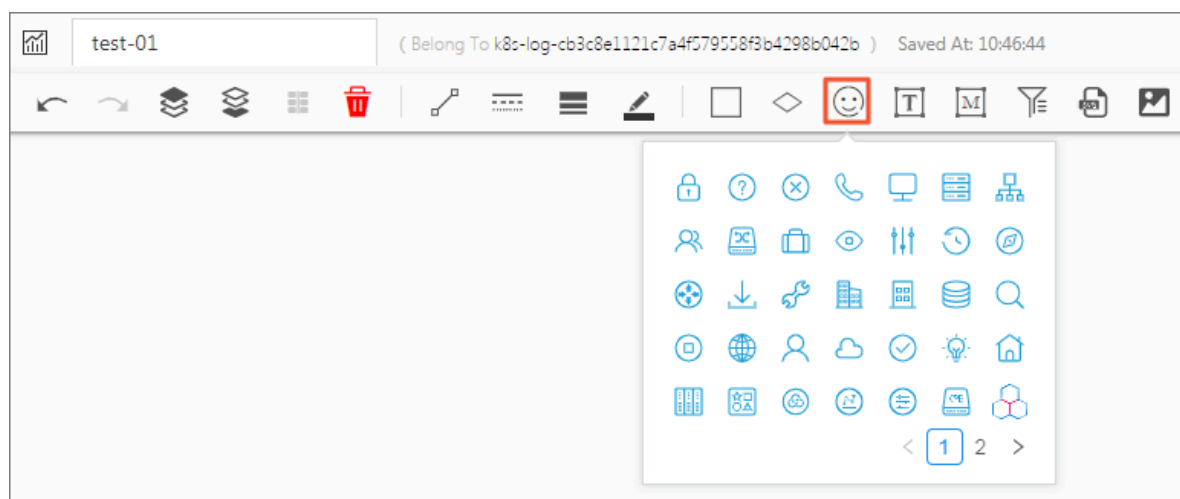 test-01 ( Belong To k8s-log-cb3c8e1121c7a4f579558f3b4298b042b ) Saved At: 10:46:44
T M
< 1 2 >